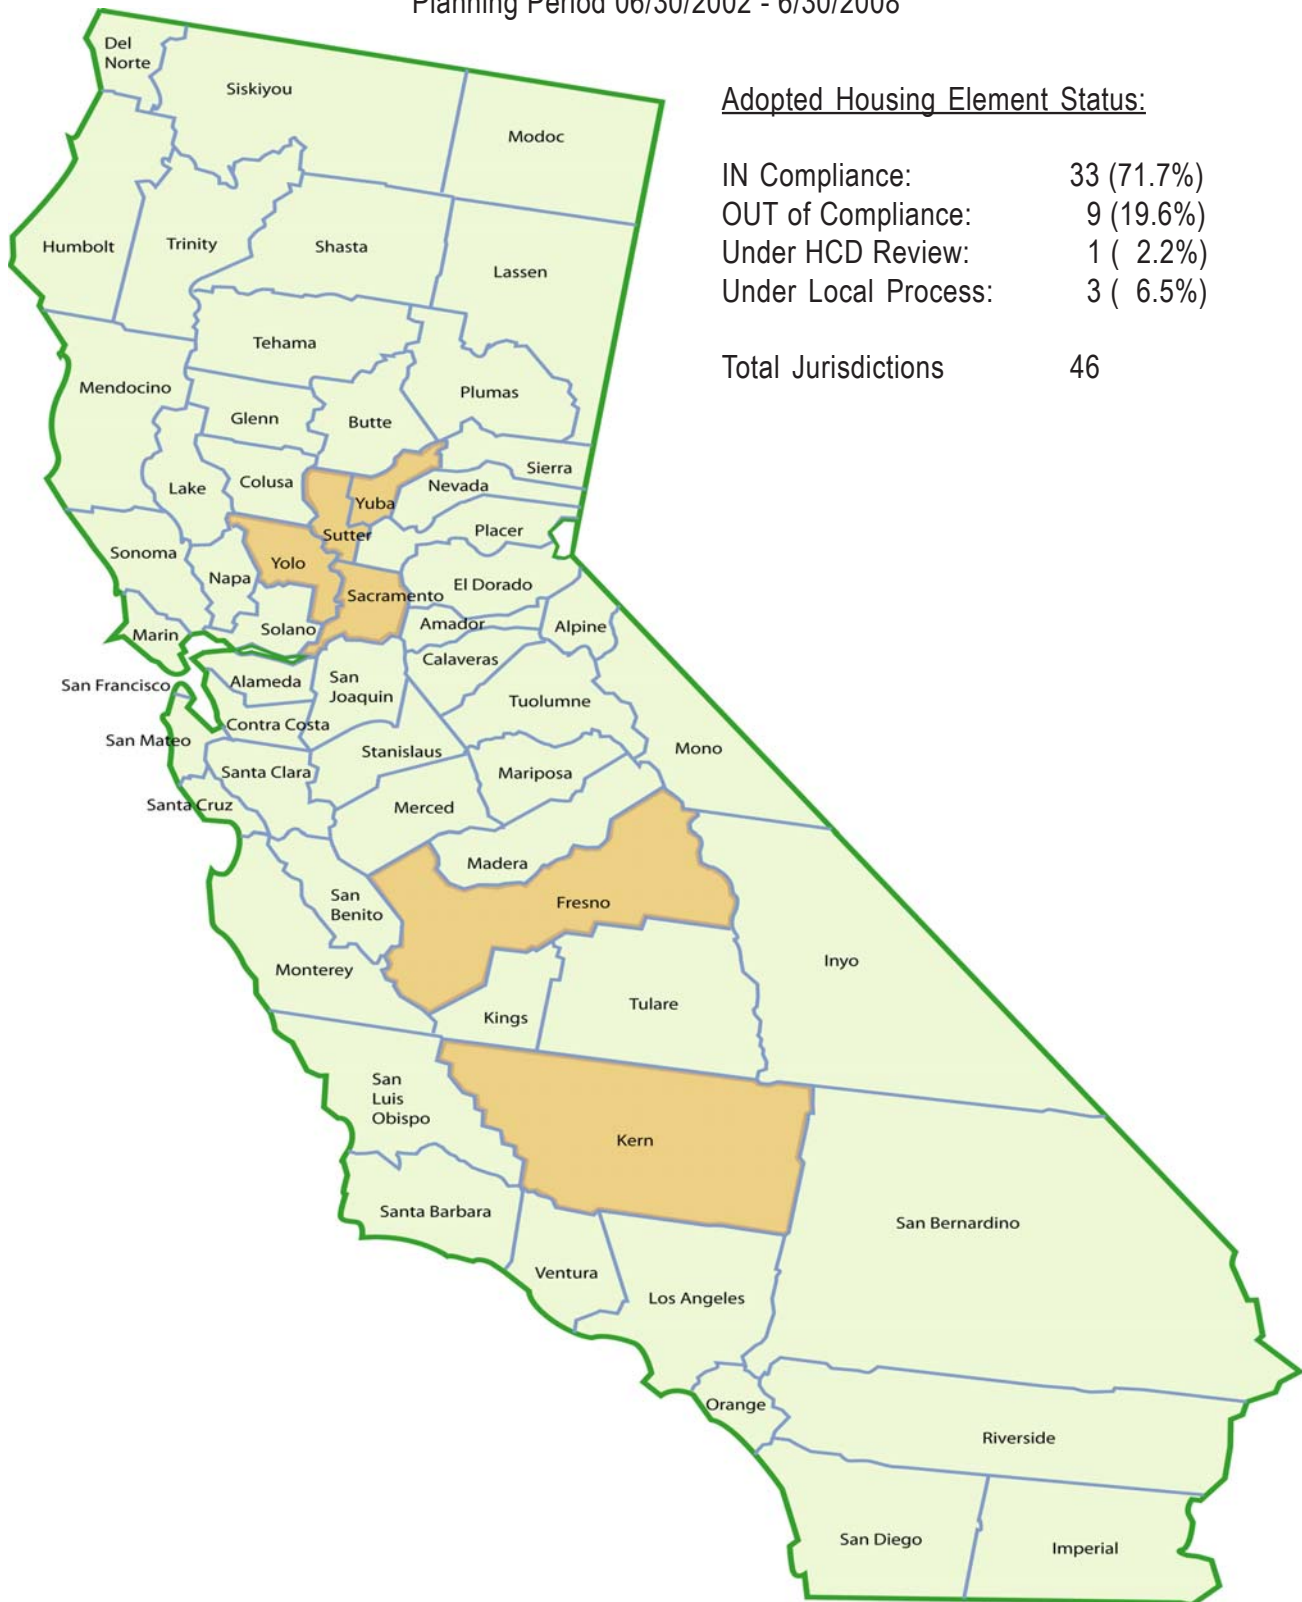 Planning Period 06/30/2002 - 6/30/2008
Adopted Housing Element Status:
IN Compliance: 33 (71.7%)
OUT of Compliance: 9 (19.6%)
Under HCD Review: 1 ( 2.2%)
Under Local Process: 3 ( 6.5%)
Total Jurisdictions 46
Del
Norte
Siskiyou
Modoc
Humbolt
Trinity
Shasta
Lassen
Tehama
Mendocino
Plumas
Glenn
Butte
Sierra
Lake
Colusa
Nevada
Yuba
Placer
Sutter
Sonoma
Yolo
Napa
El Dorado
Sacramento
Amador
Alpine
Solano
Marin
Calaveras
San Francisco
Alameda
San
Joaquin
Tuolumne
Contra Costa
San Mateo
Stanislaus
Mono
Santa Clara
Mariposa
Santa Cruz
Merced
Madera
San
Benito
Fresno
Monterey
Inyo
Kings
Tulare
San
Luis
Obispo
Kern
Santa Barbara
San Bernardino
Ventura
Los Angeles
Orange
Riverside
San Diego
Imperial